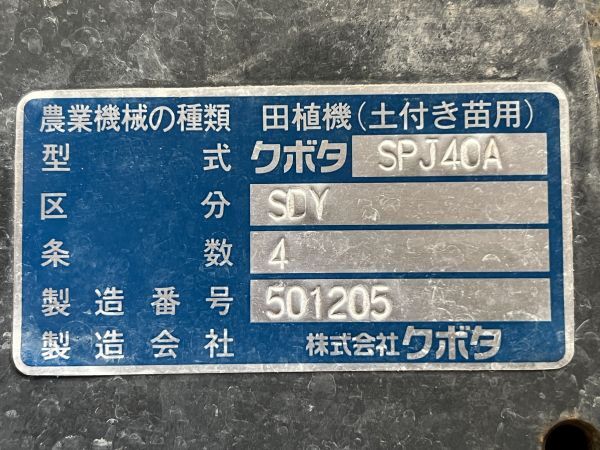 農業機械の種類 田植機(土付き苗用)
型式 クボタ SPJ40A
区分 SDY
条数 4
製造番号 501205
製造会社 株式会社クボタ